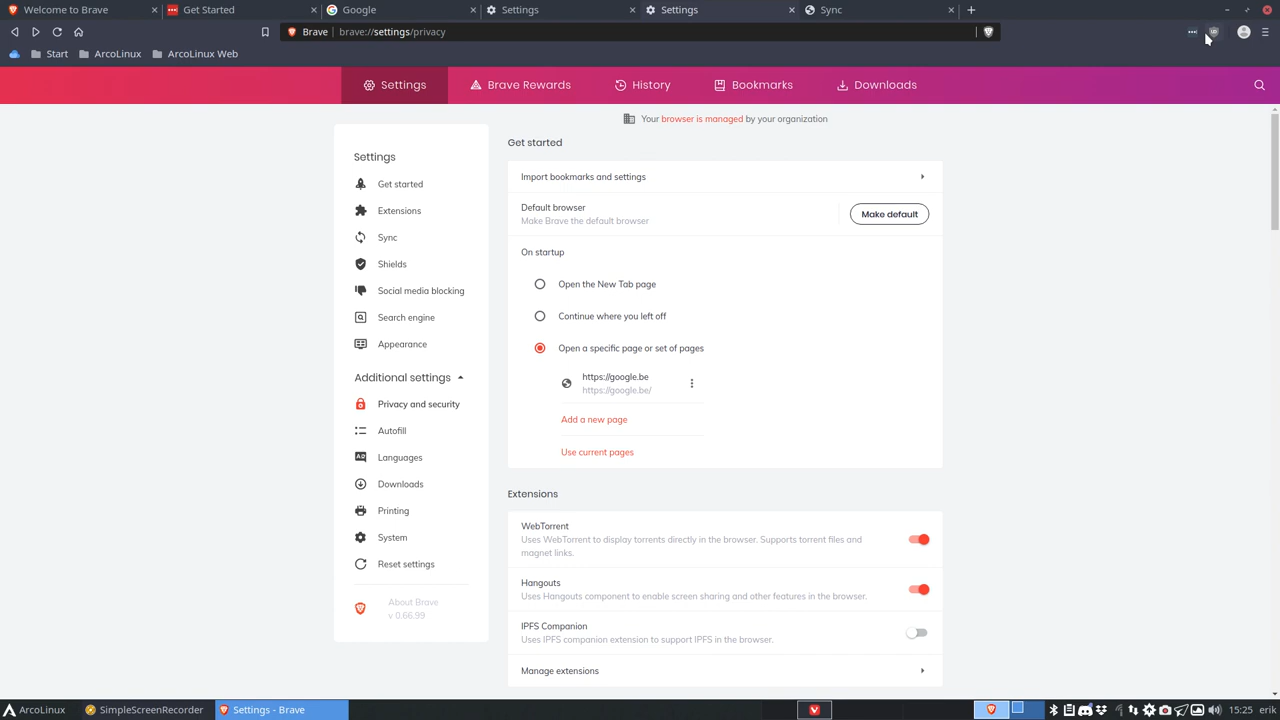 Welcome to Brave
Get Started
Google
Settings
Settings
Sync
Brave
brave://settings/privacy
Start
ArcoLinux
ArcoLinux Web
Settings
Brave Rewards
History
Bookmarks
Downloads
Your browser is managed by your organization
Settings
Get started
Extensions
Sync
Shields
Social media blocking
Search engine
Appearance
Additional settings
Privacy and security
Autofill
Languages
Downloads
Printing
System
Reset settings
About Brave
v 0.66.99
Get started
Import bookmarks and settings
Default browser
Make Brave the default browser
Make default
On startup
Open the New Tab page
Continue where you left off
Open a specific page or set of pages
https://google.be
https://google.be/
Add a new page
Use current pages
Extensions
WebTorrent
Uses WebTorrent to display torrents directly in the browser. Supports torrent files and
magnet links.
Hangouts
Uses Hangouts component to enable screen sharing and other features in the browser.
IPFS Companion
Uses IPFS companion extension to support IPFS in the browser.
Manage extensions
ArcoLinux
SimpleScreenRecorder
Settings - Brave
15:25
erik